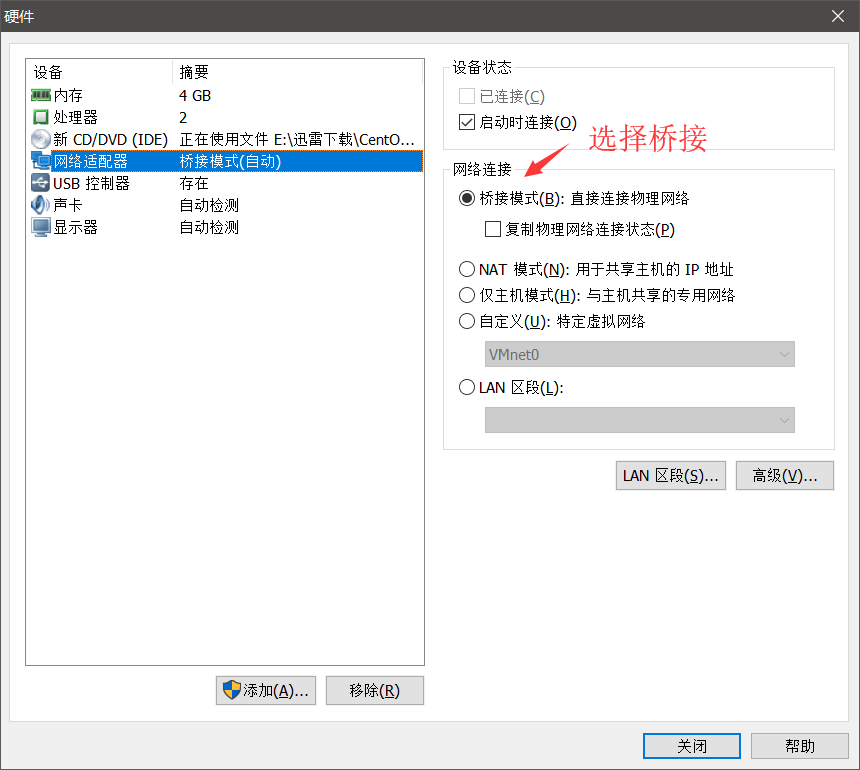 硬件
设备 摘要
内存 4 GB
处理器 2
新 CD/DVD (IDE) 正在使用文件 E:\迅雷下载\CentO...
网络适配器 桥接模式(自动)
USB 控制器 存在
声卡 自动检测
显示器 自动检测
添加(A)...
移除(R)
设备状态
已连接(C)
启动时连接(O)
选择桥接
网络连接
桥接模式(B): 直接连接物理网络
复制物理网络连接状态(P)
NAT 模式(N): 用于共享主机的 IP 地址
仅主机模式(H): 与主机共享的专用网络
自定义(U): 特定虚拟网络
VMnet0
LAN 区段(L):
LAN 区段(S)...
高级(V)...
关闭
帮助